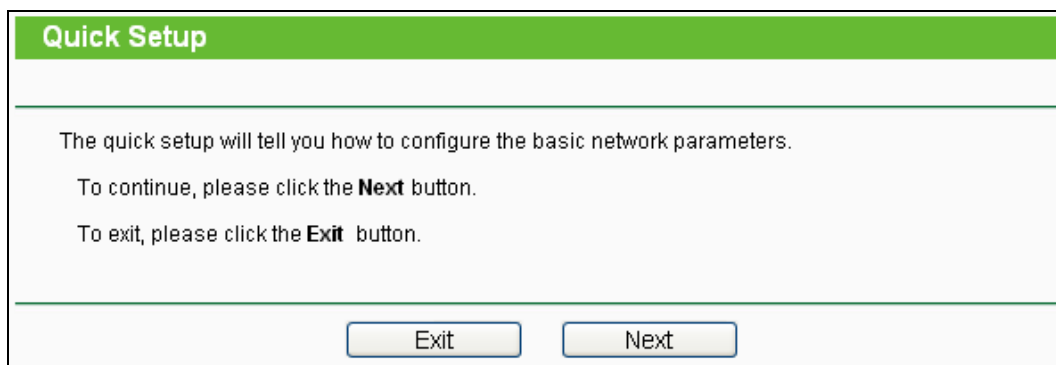 Quick Setup
The quick setup will tell you how to configure the basic network parameters.
To continue, please click the Next button.
To exit, please click the Exit button.
Exit Next